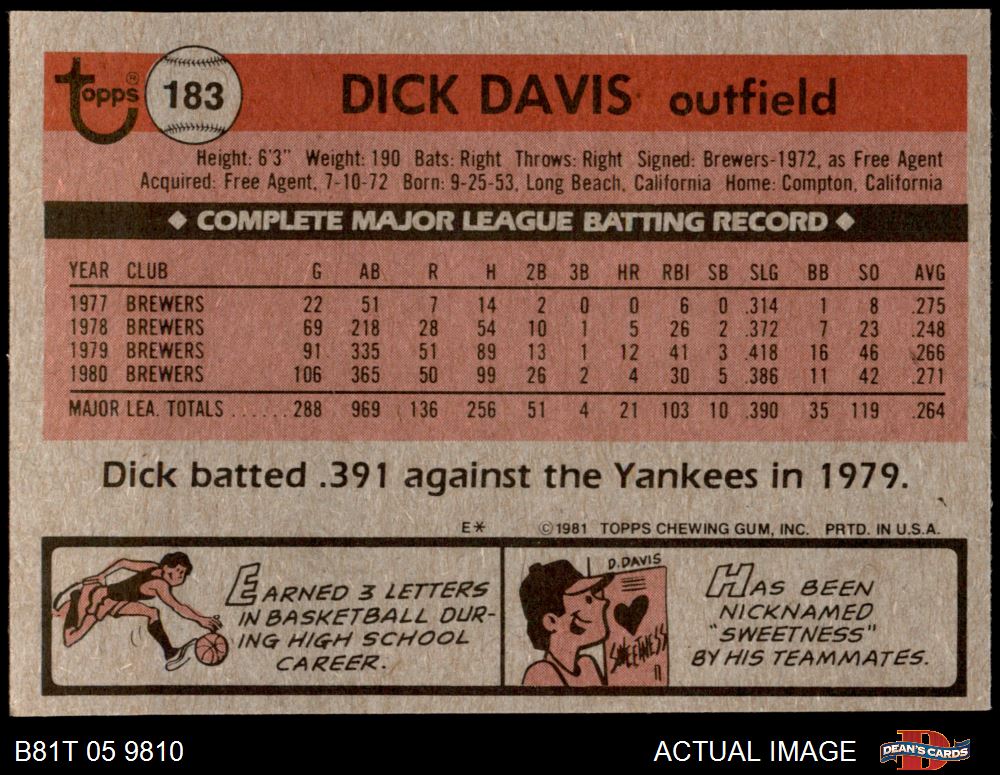 topps ® 183 DICK DAVIS outfield
Height: 6'3" Weight: 190 Bats: Right Throws: Right Signed: Brewers-1972, as Free Agent
Acquired: Free Agent, 7-10-72 Born: 9-25-53, Long Beach, California Home: Compton, California
◆ COMPLETE MAJOR LEAGUE BATTING RECORD ◆
YEAR CLUB G AB R H 2B 3B HR RBI SB SLG BB SO AVG
1977 BREWERS 22 51 7 14 2 0 0 6 0 .314 1 8 .275
1978 BREWERS 69 218 28 54 10 1 5 26 2 .372 7 23 .248
1979 BREWERS 91 335 51 89 13 1 12 41 3 .418 16 46 .266
1980 BREWERS 106 365 50 99 26 2 4 30 5 .386 11 42 .271
MAJOR LEA. TOTALS ...... 288 969 136 256 51 4 21 103 10 .390 35 119 .264
Dick batted .391 against the Yankees in 1979.
E* © 1981 TOPPS CHEWING GUM, INC. PRTD. IN U.S.A.
EARNED 3 LETTERS
IN BASKETBALL DUR-
ING HIGH SCHOOL
CAREER.
D. DAVIS
SWEETNESS
HAS BEEN
NICKNAMED
"SWEETNESS"
BY HIS TEAMMATES.
B81T 05 9810 ACTUAL IMAGE D DEAN'S CARDS